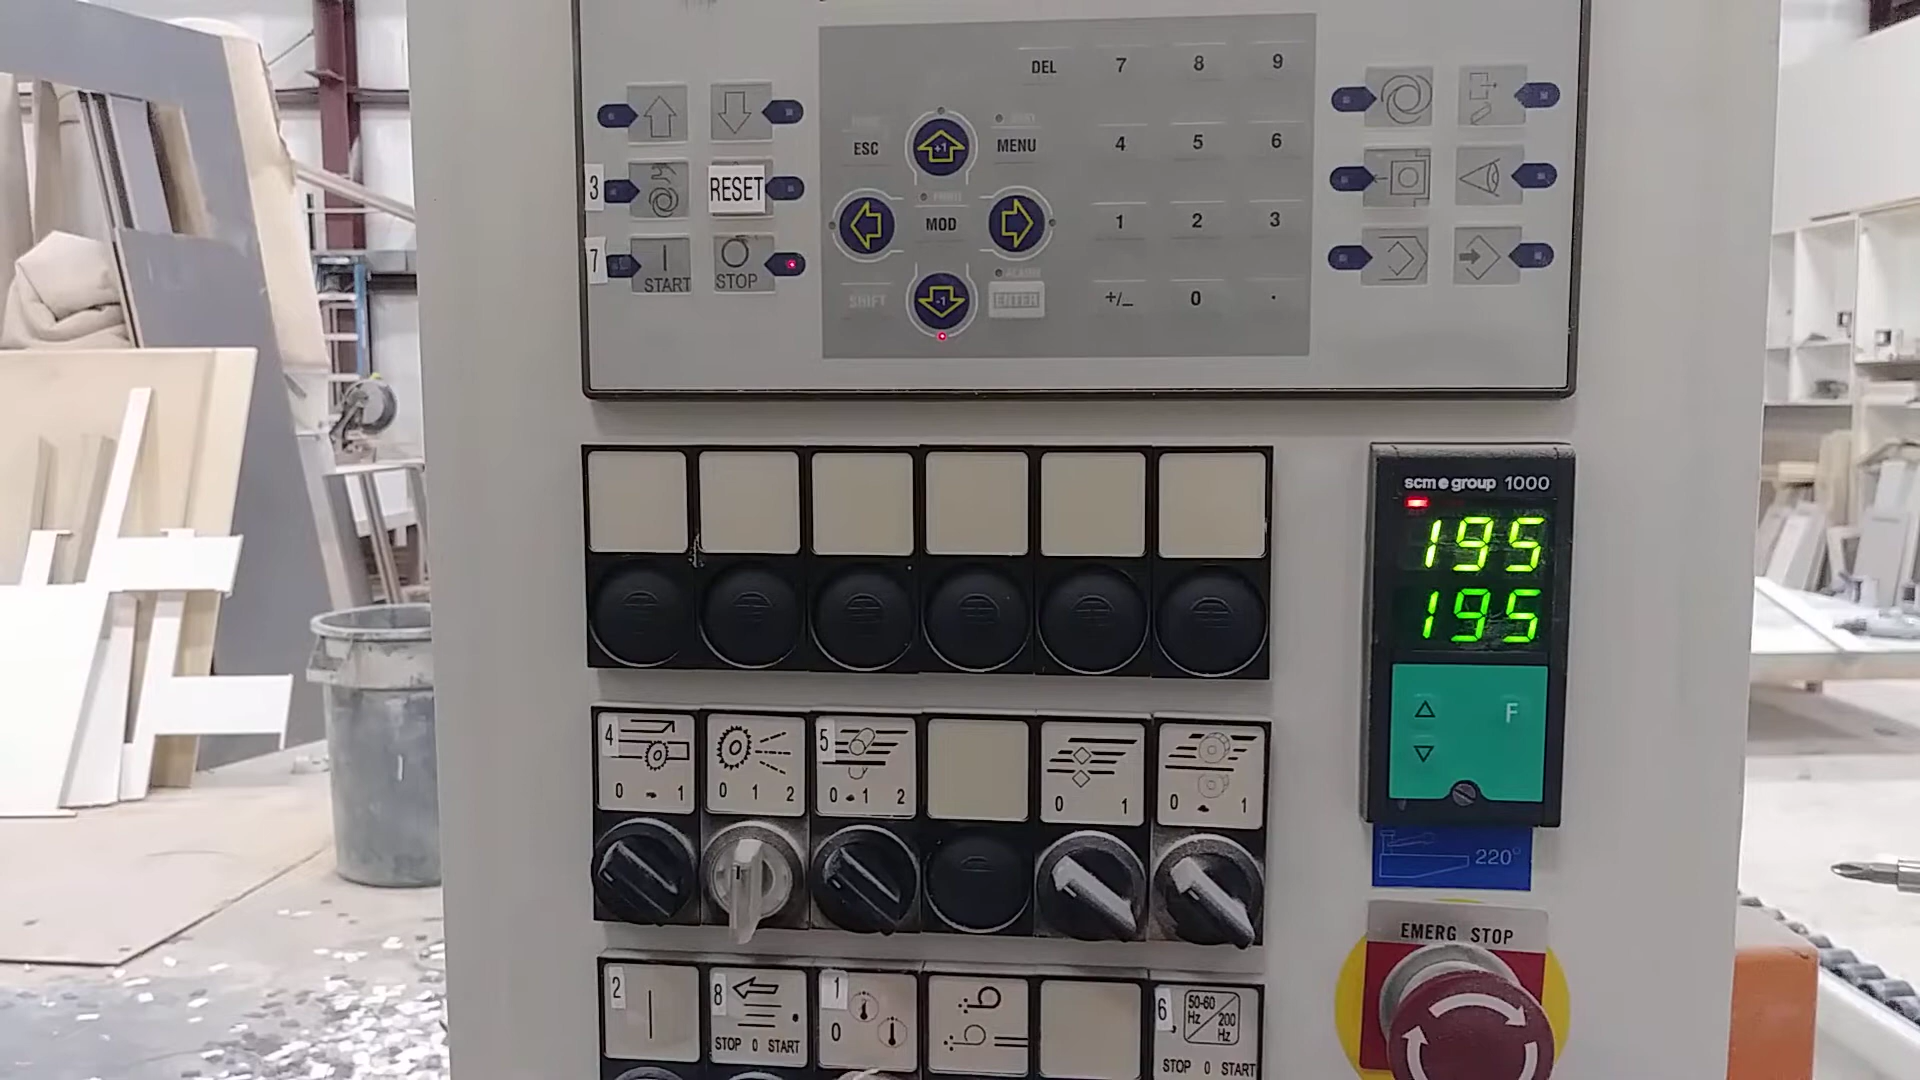 DEL 7 8 9
ESC +1 MENU 4 5 6
3 RESET
MOD 1 2 3
7 START STOP
SHIFT -1 ENTER +/_ 0 .
ALARM
scm group 1000
195
195
F
220°
EMERG STOP
4 0 1
0 1 2
5 0 1 2
0 1
0 1
2
8 STOP 0 START
1 0
6 50-60 Hz 200 Hz STOP 0 START